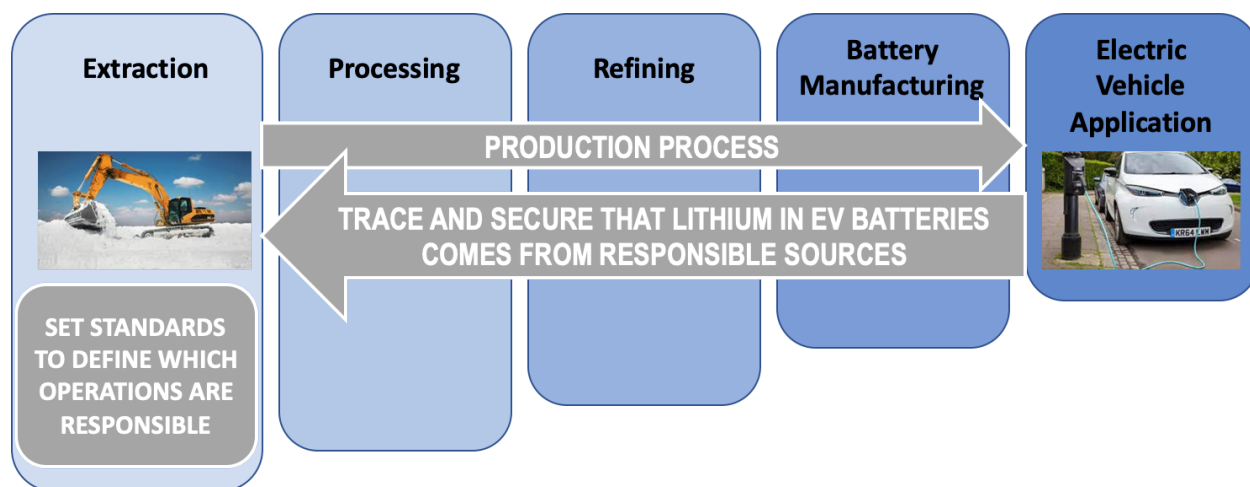 Extraction
Processing
Refining
Battery
Manufacturing
Electric
Vehicle
Application
PRODUCTION PROCESS
TRACE AND SECURE THAT LITHIUM IN EV BATTERIES
COMES FROM RESPONSIBLE SOURCES
SET STANDARDS
TO DEFINE WHICH
OPERATIONS ARE
RESPONSIBLE